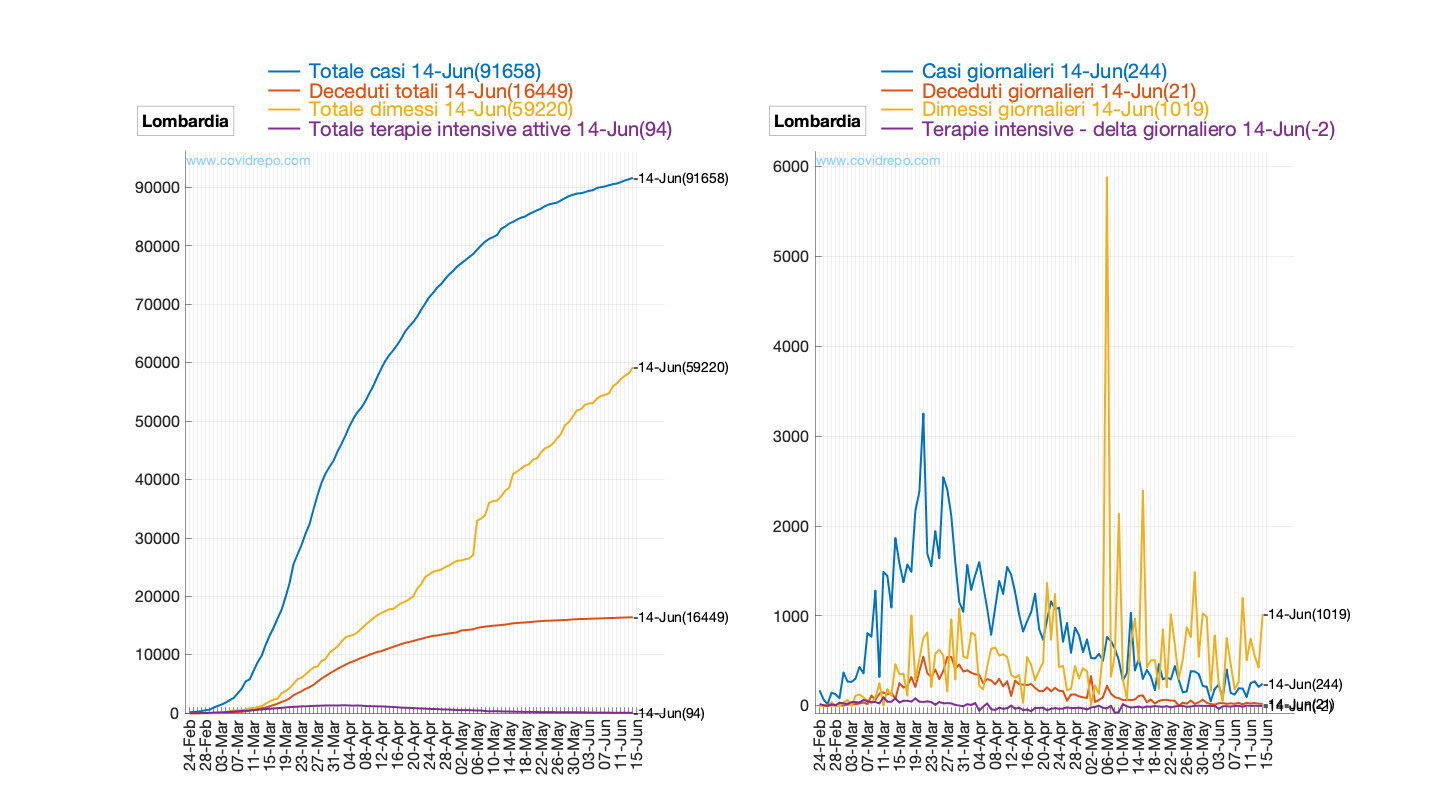 Totale casi 14-Jun(91658)
Deceduti totali 14-Jun(16449)
Totale dimessi 14-Jun(59220)
Totale terapie intensive attive 14-Jun(94)
Lombardia
www.covidrepo.com
90000
80000
70000
60000
50000
40000
30000
20000
10000
0
-14-Jun(91658)
-14-Jun(59220)
-14-Jun(16449)
-14-Jun(94)
24-Feb
28-Feb
03-Mar
07-Mar
11-Mar
15-Mar
19-Mar
23-Mar
27-Mar
31-Mar
04-Apr
08-Apr
12-Apr
16-Apr
20-Apr
24-Apr
28-Apr
02-May
06-May
10-May
14-May
18-May
22-May
26-May
30-May
03-Jun
07-Jun
11-Jun
15-Jun
Casi giornalieri 14-Jun(244)
Deceduti giornalieri 14-Jun(21)
Dimessi giornalieri 14-Jun(1019)
Terapie intensive - delta giornaliero 14-Jun(-2)
Lombardia
www.covidrepo.com
6000
5000
4000
3000
2000
1000
0
-14-Jun(1019)
-14-Jun(244)
-14-Jun(21)
-14-Jun(-2)
24-Feb
28-Feb
03-Mar
07-Mar
11-Mar
15-Mar
19-Mar
23-Mar
27-Mar
31-Mar
04-Apr
08-Apr
12-Apr
16-Apr
20-Apr
24-Apr
28-Apr
02-May
06-May
10-May
14-May
18-May
22-May
26-May
30-May
03-Jun
07-Jun
11-Jun
15-Jun